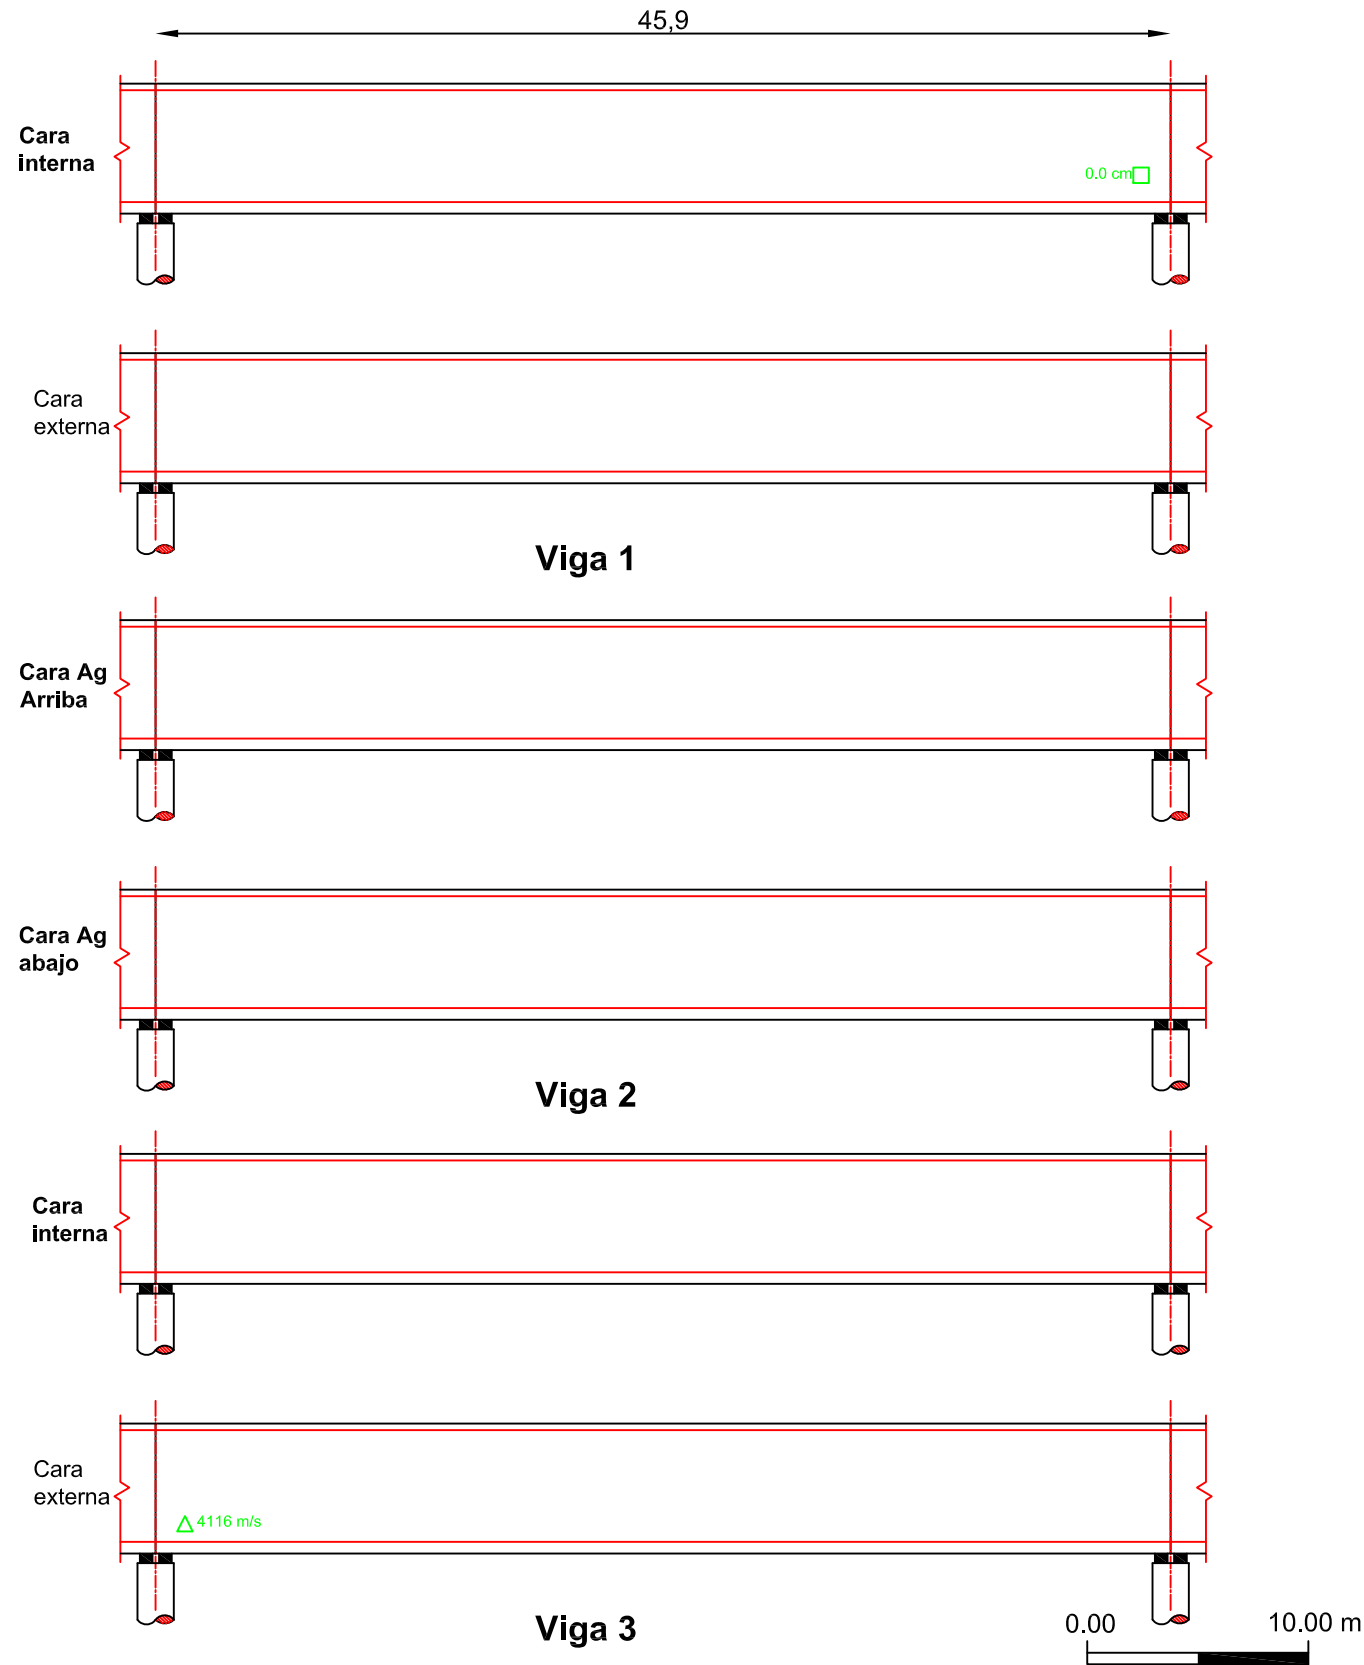 45,9
Cara
interna
0.0 cm
Cara
externa
Viga 1
Cara Ag
Arriba
Cara Ag
abajo
Viga 2
Cara
interna
Cara
externa
4116 m/s
Viga 3
0.00 10.00 m